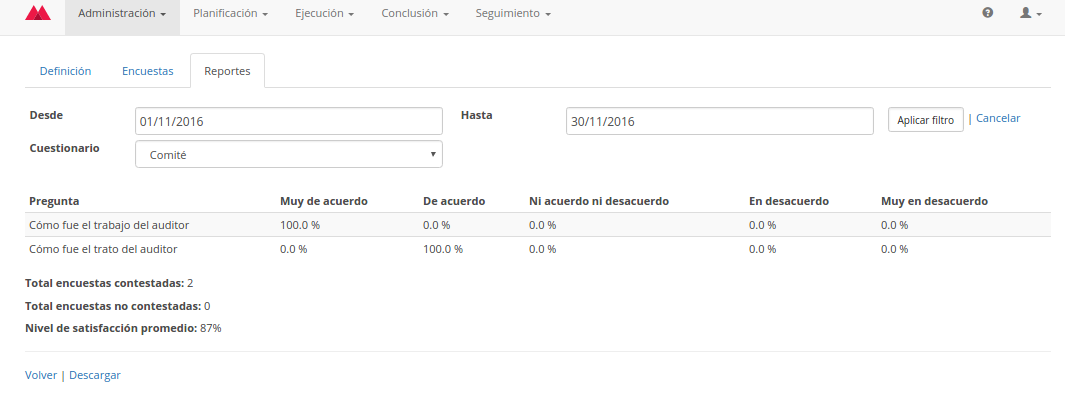 Administración Planificación Ejecución Conclusión Seguimiento
Definición Encuestas Reportes
Desde 01/11/2016 Hasta 30/11/2016 Aplicar filtro | Cancelar
Cuestionario Comité
Pregunta Muy de acuerdo De acuerdo Ni acuerdo ni desacuerdo En desacuerdo Muy en desacuerdo
Cómo fue el trabajo del auditor 100.0 % 0.0 % 0.0 % 0.0 % 0.0 %
Cómo fue el trato del auditor 0.0 % 100.0 % 0.0 % 0.0 % 0.0 %
Total encuestas contestadas: 2
Total encuestas no contestadas: 0
Nivel de satisfacción promedio: 87%
Volver | Descargar